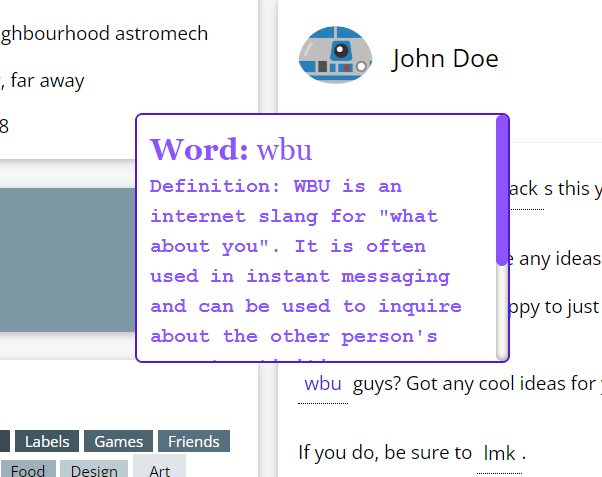 ghbourhood astromech
, far away
8
John Doe
Word: wbu
Definition: WBU is an
internet slang for "what
about you". It is often
used in instant messaging
and can be used to inquire
about the other person's
ack s this y
e any ideas
ppy to just
wbu guys? Got any cool ideas for
If you do, be sure to lmk.
Labels Games Friends
Food Design Art